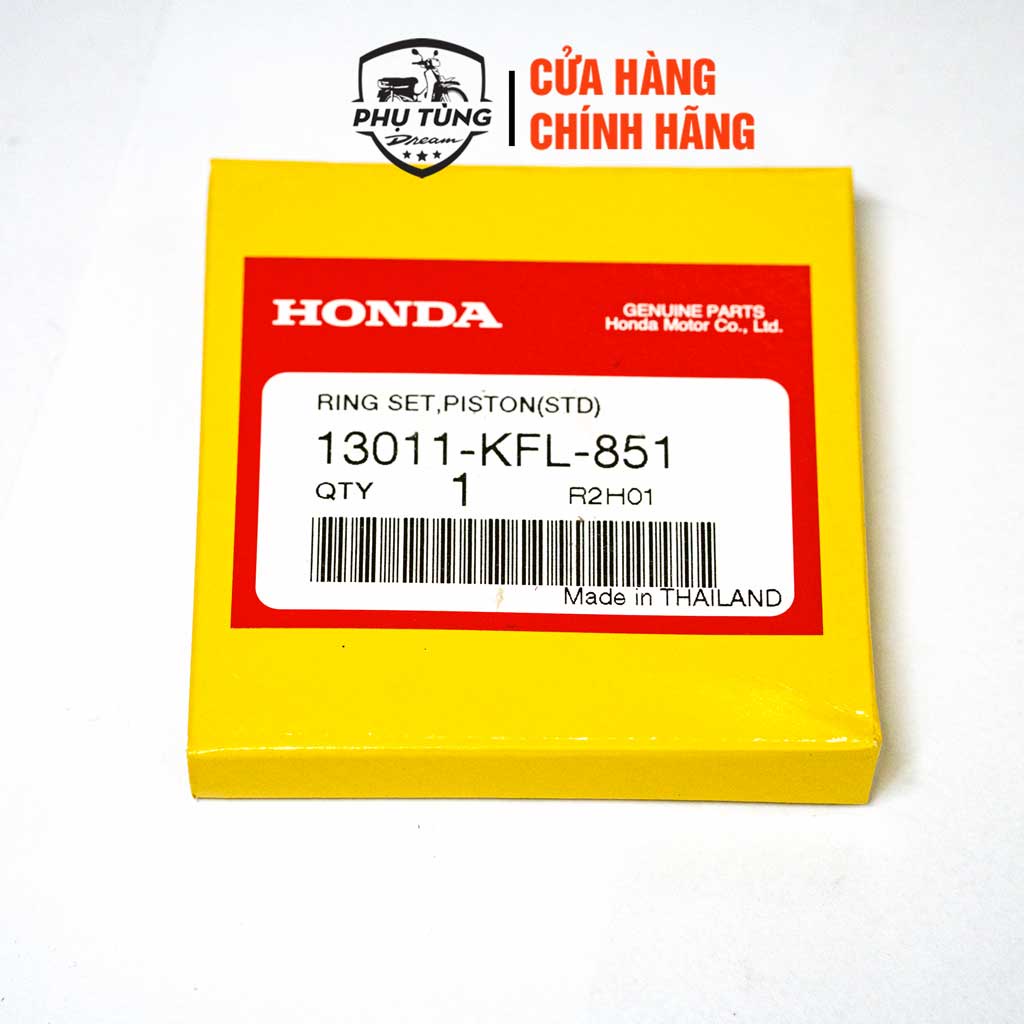 PHỤ TÙNG
Dream
CỬA HÀNG
CHÍNH HÃNG
HONDA
GENUINE PARTS
Honda Motor Co., Ltd.
RING SET,PISTON(STD)
13011-KFL-851
QTY 1 R2H01
Made in THAILAND